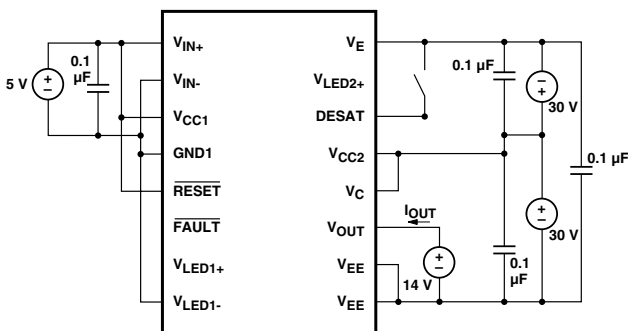 V_IN+
V_IN-
V_CC1
GND1
RESET
FAULT
V_LED1+
V_LED1-
V_E
V_LED2+
DESAT
V_CC2
V_C
V_OUT
V_EE
V_EE
5 V
0.1
µF
0.1 µF
30 V
0.1 µF
30 V
0.1
µF
I_OUT
14 V